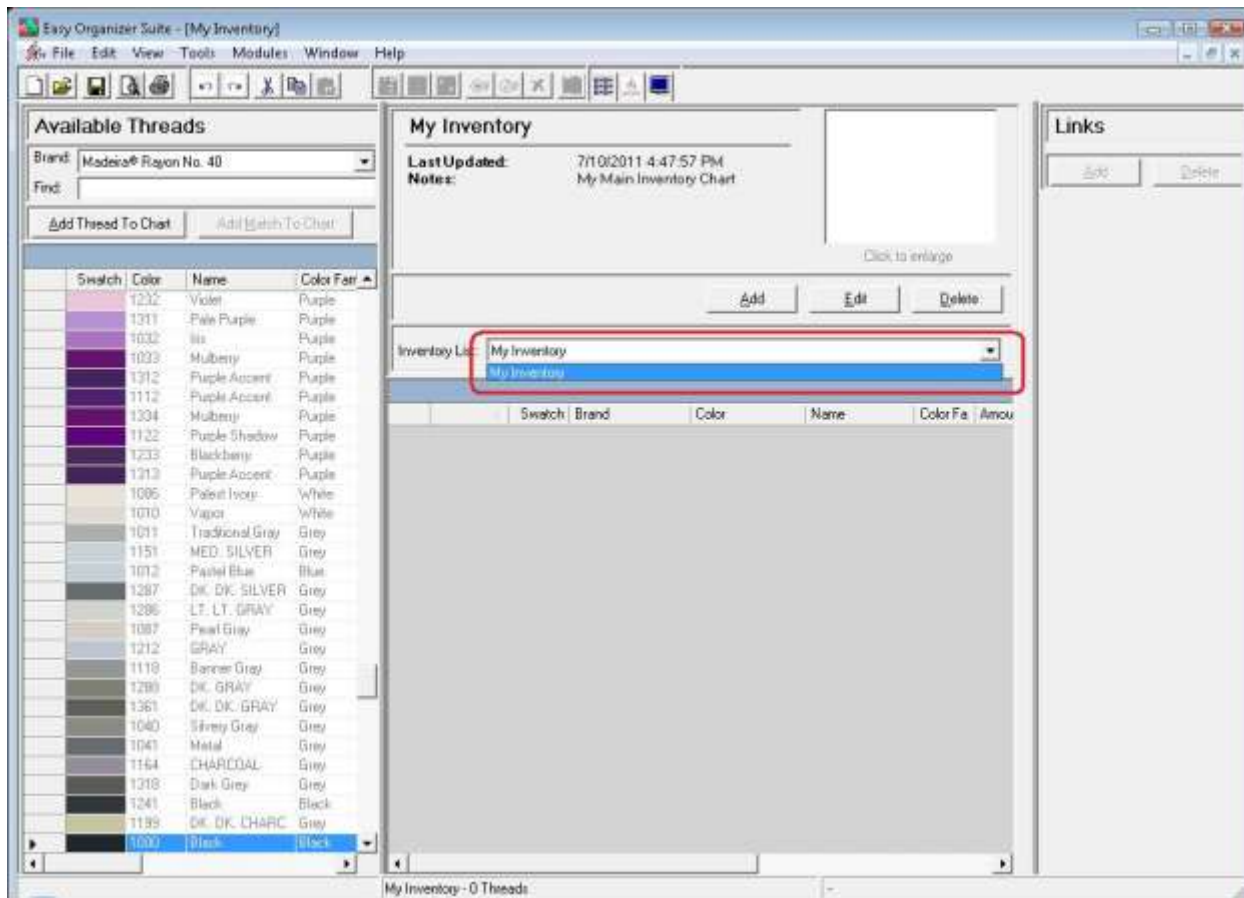 Easy Organizer Suite - [My Inventory]
File Edit View Tools Modules Window Help
Available Threads
Brand: Madeira® Rayon No. 40
Find:
Add Thread To Chart Add Match To Chart
Swatch Color Name Color Fam
1232 Violet Purple
1311 Pale Purple Purple
1032 Iris Purple
1033 Mulberry Purple
1312 Purple Accent Purple
1112 Purple Accent Purple
1334 Mulberry Purple
1122 Purple Shadow Purple
1233 Blackberry Purple
1313 Purple Accent Purple
1086 Palest Ivory White
1010 Vapor White
1011 Traditional Gray Grey
1151 MED. SILVER Grey
1012 Pastel Blue Blue
1287 DK. DK. SILVER Grey
1286 LT. LT. GRAY Grey
1087 Pearl Gray Grey
1212 GRAY Grey
1118 Banner Gray Grey
DK. GRAY Grey
1361 DK. DK. GRAY Grey
1040 Silvery Gray Grey
1041 Metal Grey
1164 CHARCOAL Grey
1318 Dark Grey Grey
1241 Black Black
1199 DK. DK. CHARC Grey
1000 Black Black
My Inventory
Last Updated: 7/10/2011 4:47:57 PM
Notes: My Main Inventory Chart
Click to enlarge
Add Edit Delete
Inventory List: My Inventory
My Inventory
Swatch Brand Color Name Color Fa Amou
Links
Add Delete
My Inventory - 0 Threads